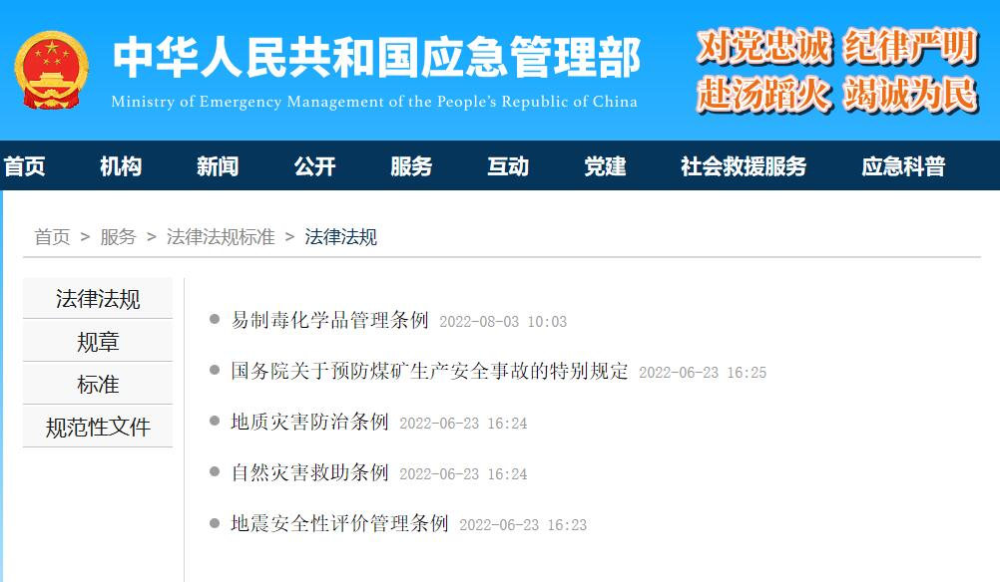 中华人民共和国应急管理部
Ministry of Emergency Management of the People's Republic of China
对党忠诚 纪律严明
赴汤蹈火 竭诚为民
首页 机构 新闻 公开 服务 互动 党建 社会救援服务 应急科普
首页 > 服务 > 法律法规标准 > 法律法规
法律法规
规章
标准
规范性文件
易制毒化学品管理条例 2022-08-03 10:03
国务院关于预防煤矿生产安全事故的特别规定 2022-06-23 16:25
地质灾害防治条例 2022-06-23 16:24
自然灾害救助条例 2022-06-23 16:24
地震安全性评价管理条例 2022-06-23 16:23